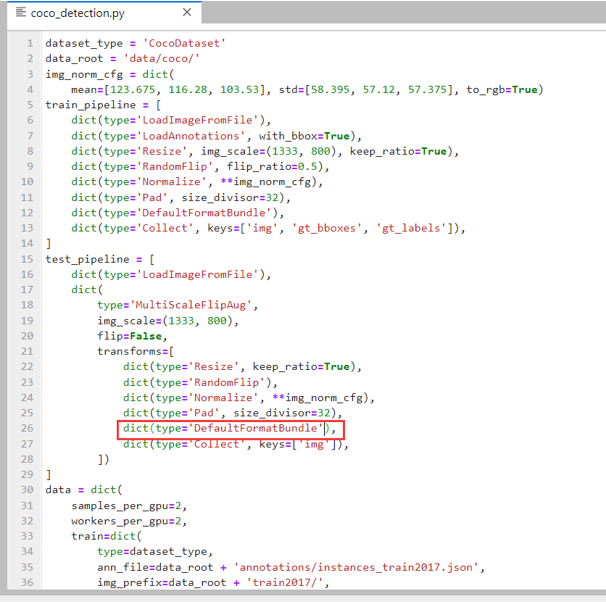 coco_detection.py ×
1 dataset_type = 'CocoDataset'
2 data_root = 'data/coco/'
3 img_norm_cfg = dict(
4     mean=[123.675, 116.28, 103.53], std=[58.395, 57.12, 57.375], to_rgb=True)
5 train_pipeline = [
6     dict(type='LoadImageFromFile'),
7     dict(type='LoadAnnotations', with_bbox=True),
8     dict(type='Resize', img_scale=(1333, 800), keep_ratio=True),
9     dict(type='RandomFlip', flip_ratio=0.5),
10     dict(type='Normalize', **img_norm_cfg),
11     dict(type='Pad', size_divisor=32),
12     dict(type='DefaultFormatBundle'),
13     dict(type='Collect', keys=['img', 'gt_bboxes', 'gt_labels']),
14 ]
15 test_pipeline = [
16     dict(type='LoadImageFromFile'),
17     dict(
18         type='MultiScaleFlipAug',
19         img_scale=(1333, 800),
20         flip=False,
21         transforms=[
22             dict(type='Resize', keep_ratio=True),
23             dict(type='RandomFlip'),
24             dict(type='Normalize', **img_norm_cfg),
25             dict(type='Pad', size_divisor=32),
26             dict(type='DefaultFormatBundle'),
27             dict(type='Collect', keys=['img']),
28         ])
29 ]
30 data = dict(
31     samples_per_gpu=2,
32     workers_per_gpu=2,
33     train=dict(
34         type=dataset_type,
35         ann_file=data_root + 'annotations/instances_train2017.json',
36         img_prefix=data_root + 'train2017/',